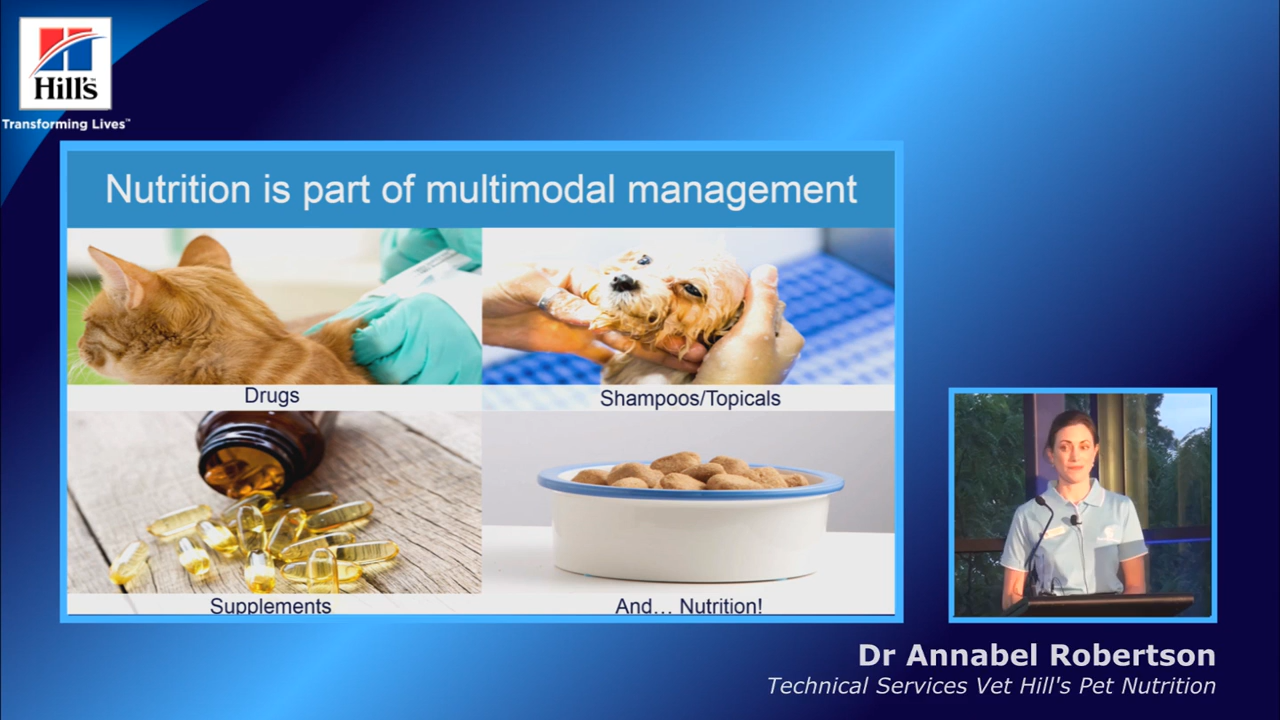 Hill's
Transforming Lives™
Nutrition is part of multimodal management
Drugs
Shampoos/Topicals
Supplements
And... Nutrition!
Dr Annabel Robertson
Technical Services Vet Hill's Pet Nutrition